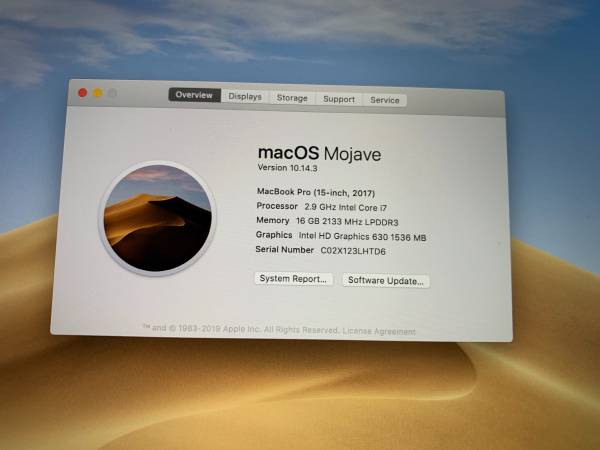 Overview Displays Storage Support Service
macOS Mojave
Version 10.14.3
MacBook Pro (15-inch, 2017)
Processor 2.9 GHz Intel Core i7
Memory 16 GB 2133 MHz LPDDR3
Graphics Intel HD Graphics 630 1536 MB
Serial Number C02X123LHTD6
System Report... Software Update...
™ and © 1983-2019 Apple Inc. All Rights Reserved. License Agreement